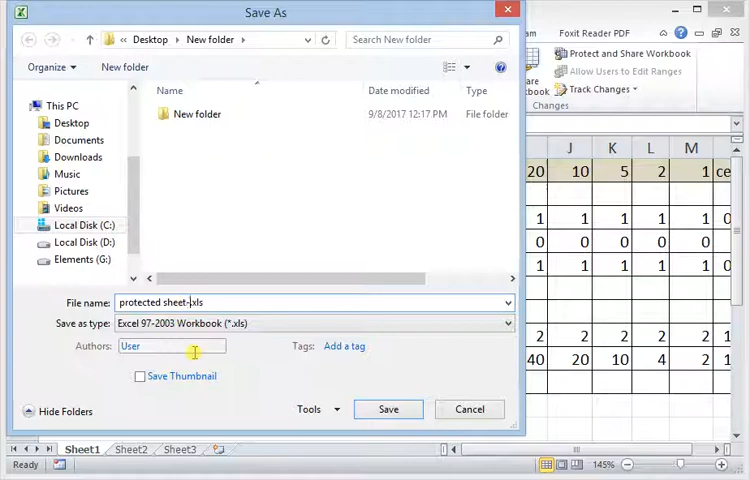 Save As
Desktop
New folder
Search New folder
Organize
New folder
Name
Date modified
Type
This PC
Desktop
Documents
Downloads
Music
Pictures
Videos
Local Disk (C:)
Local Disk (D:)
Elements (G:)
New folder
9/8/2017 12:17 PM
File folder
File name:
protected sheet-.xls
Save as type:
Excel 97-2003 Workbook (*.xls)
Authors:
User
Tags:
Add a tag
Save Thumbnail
Hide Folders
Tools
Save
Cancel
am
Foxit Reader PDF
Protect and Share Workbook
Allow Users to Edit Ranges
Track Changes
Changes
J K L M
20 10 5 2 1 ce
1 1 1 1 1 0
0 0 0 0 0 0
1 1 1 1 1 0
2 2 2 2 2
40 20 10 4 2 1
Sheet1
Sheet2
Sheet3
Ready
145%